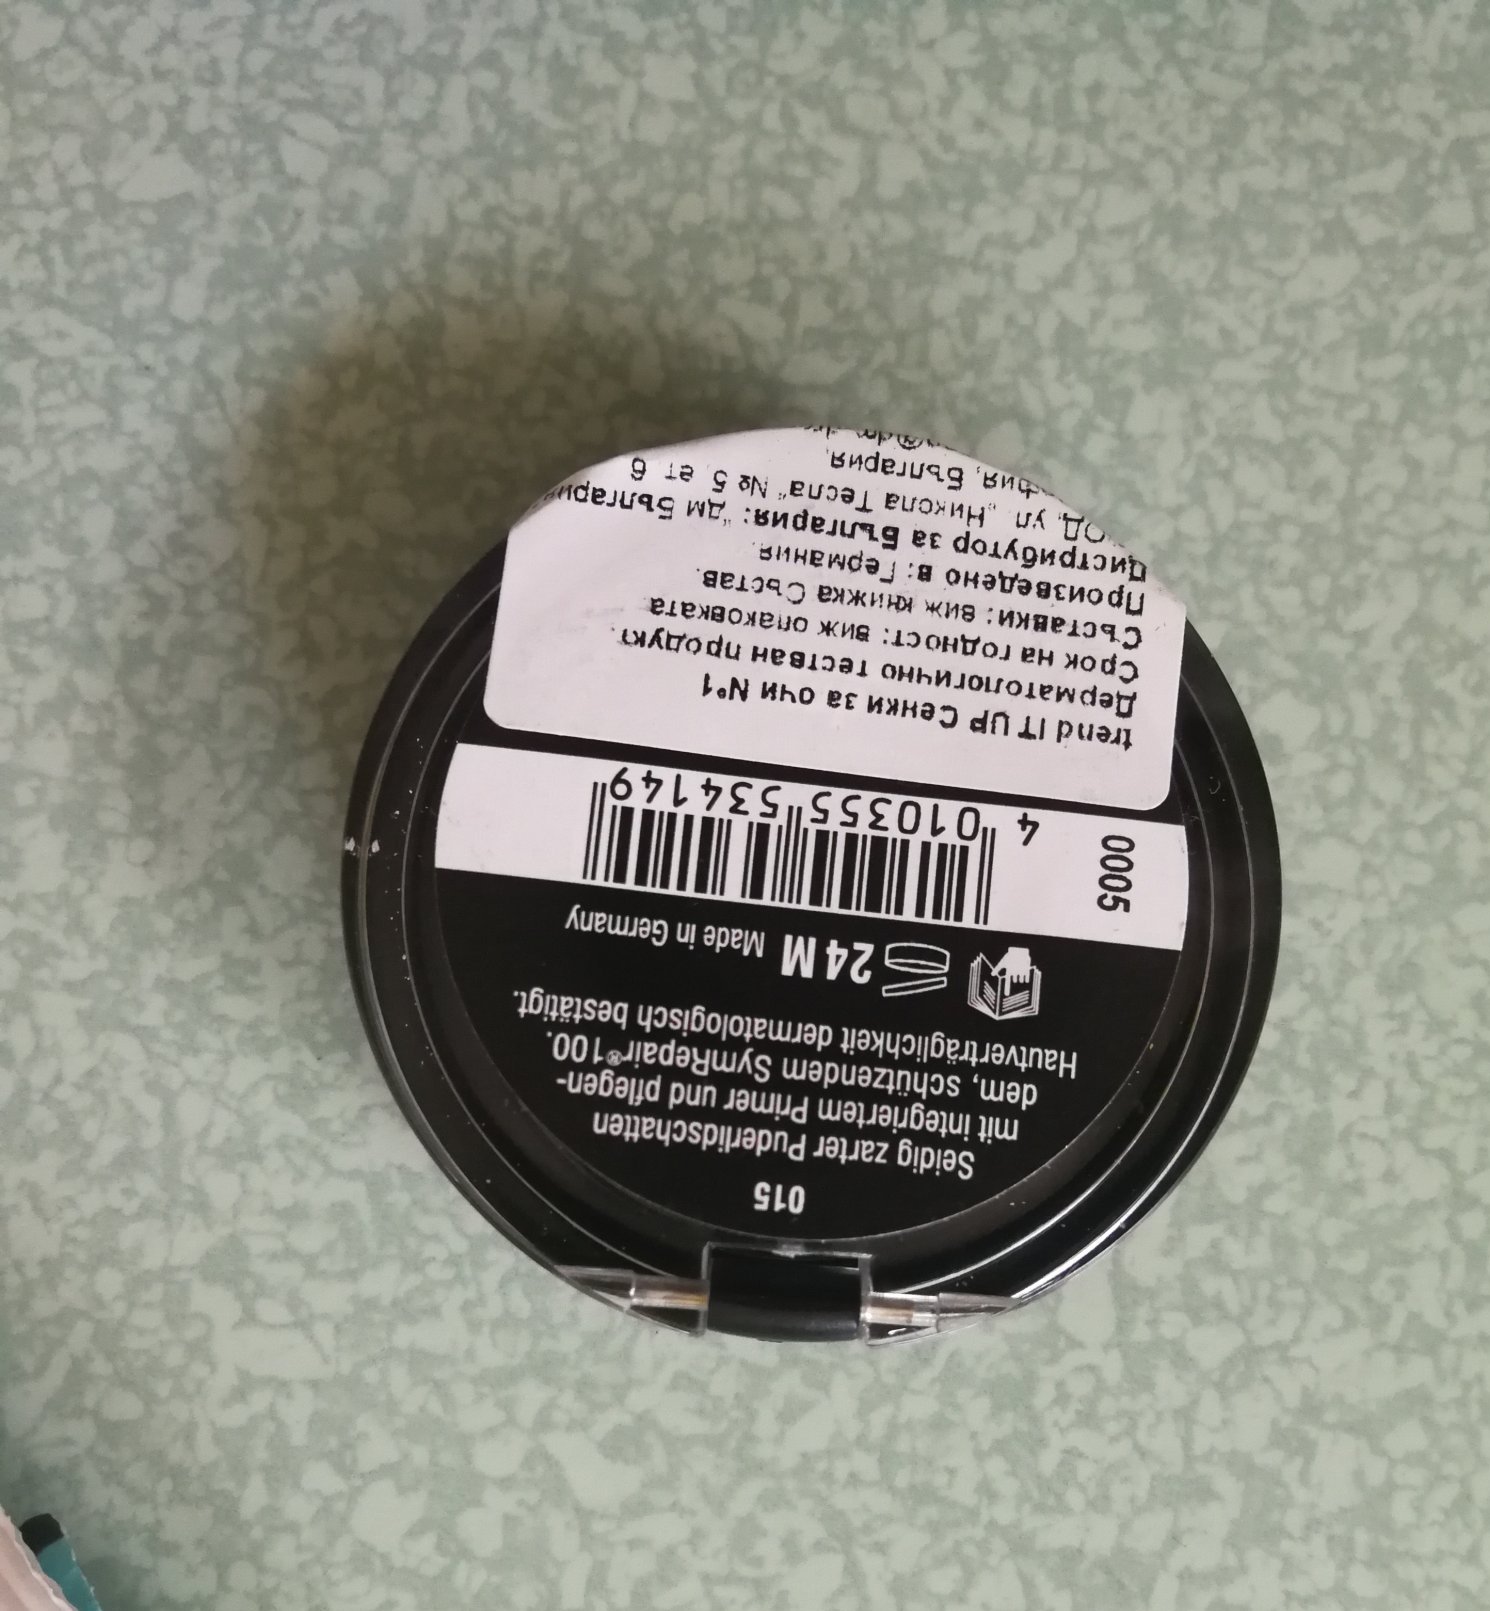 015
Seidig zarter Puderlidschatten
mit integriertem Primer und pflegen-
dem, schützendem SymRepair®100.
Hautverträglichkeit dermatologisch bestätigt.
24 M Made in Germany
0005
4 010355 534149
trend IT UP Сенки за очи N°1
Дерматологично тестван продукт.
Срок на годност: виж опаковката
Съставки: виж книжка Състав.
Произведено в: Германия.
Дистрибутор за България: "дм България
ул. „Никола Тесла" № 5, ет. 6
България,